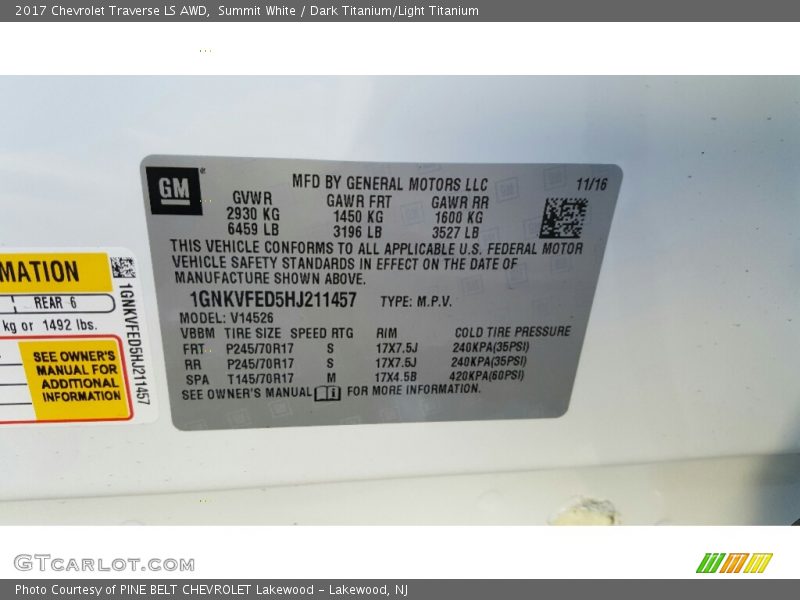 2017 Chevrolet Traverse LS AWD,  Summit White / Dark Titanium/Light Titanium
GM
MFD BY GENERAL MOTORS LLC 11/16
GVWR GAWR FRT GAWR RR
2930 KG 1450 KG 1600 KG
6459 LB 3196 LB 3527 LB
THIS VEHICLE CONFORMS TO ALL APPLICABLE U.S. FEDERAL MOTOR
VEHICLE SAFETY STANDARDS IN EFFECT ON THE DATE OF
MANUFACTURE SHOWN ABOVE.
1GNKVFED5HJ211457 TYPE: M.P.V.
MODEL: V14526
VBBM TIRE SIZE SPEED RTG RIM COLD TIRE PRESSURE
FRT P245/70R17 S 17X7.5J 240KPA(35PSI)
RR P245/70R17 S 17X7.5J 240KPA(35PSI)
SPA T145/70R17 M 17X4.5B 420KPA(60PSI)
SEE OWNER'S MANUAL i FOR MORE INFORMATION.
MATION
REAR 6
kg or 1492 lbs.
SEE OWNER'S
MANUAL FOR
ADDITIONAL
INFORMATION
1GNKVFED5HJ211457
GTCARLOT.COM
Photo Courtesy of PINE BELT CHEVROLET Lakewood - Lakewood, NJ